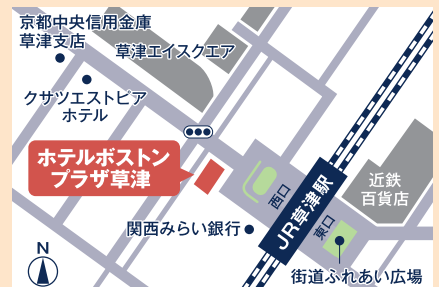 京都中央信用金庫
草津支店
草津エイスクエア
クサツエストピア
ホテル
ホテルボストン
プラザ草津
西口
JR草津駅
東口
近鉄
百貨店
関西みらい銀行
街道ふれあい広場
N